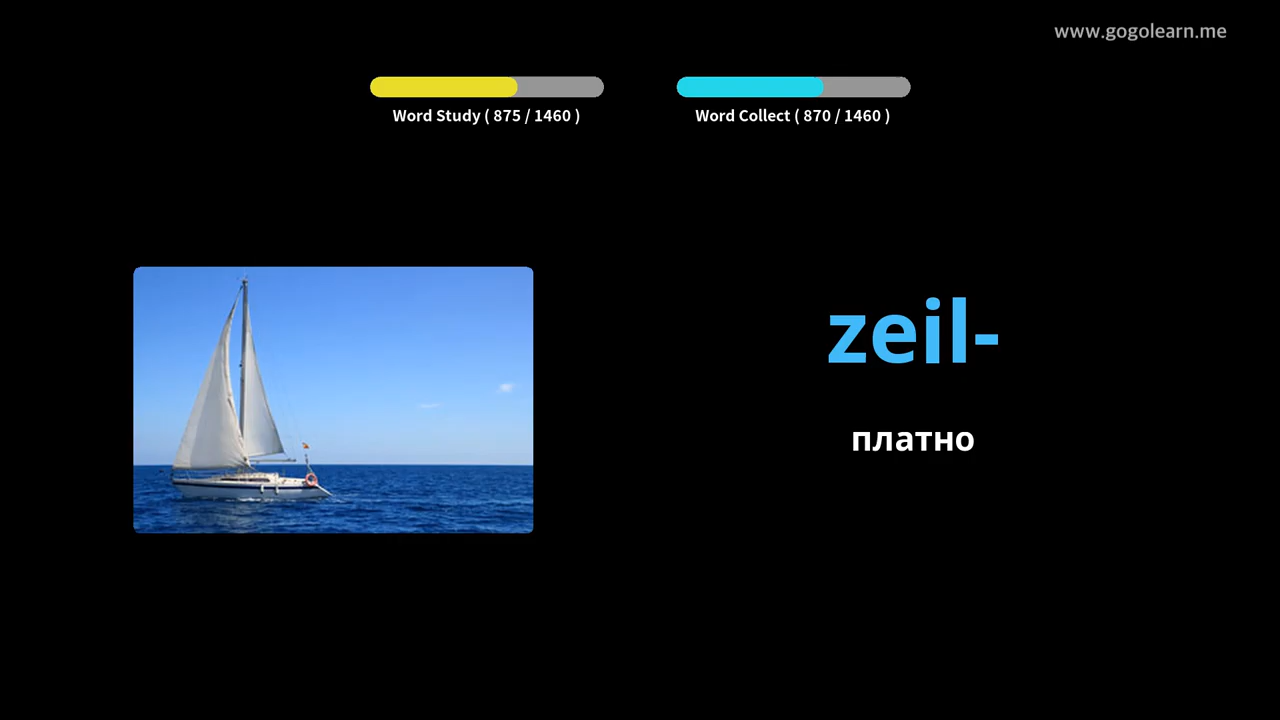 www.gogolearn.me
Word Study ( 875 / 1460 )
Word Collect ( 870 / 1460 )
zeil-
платно